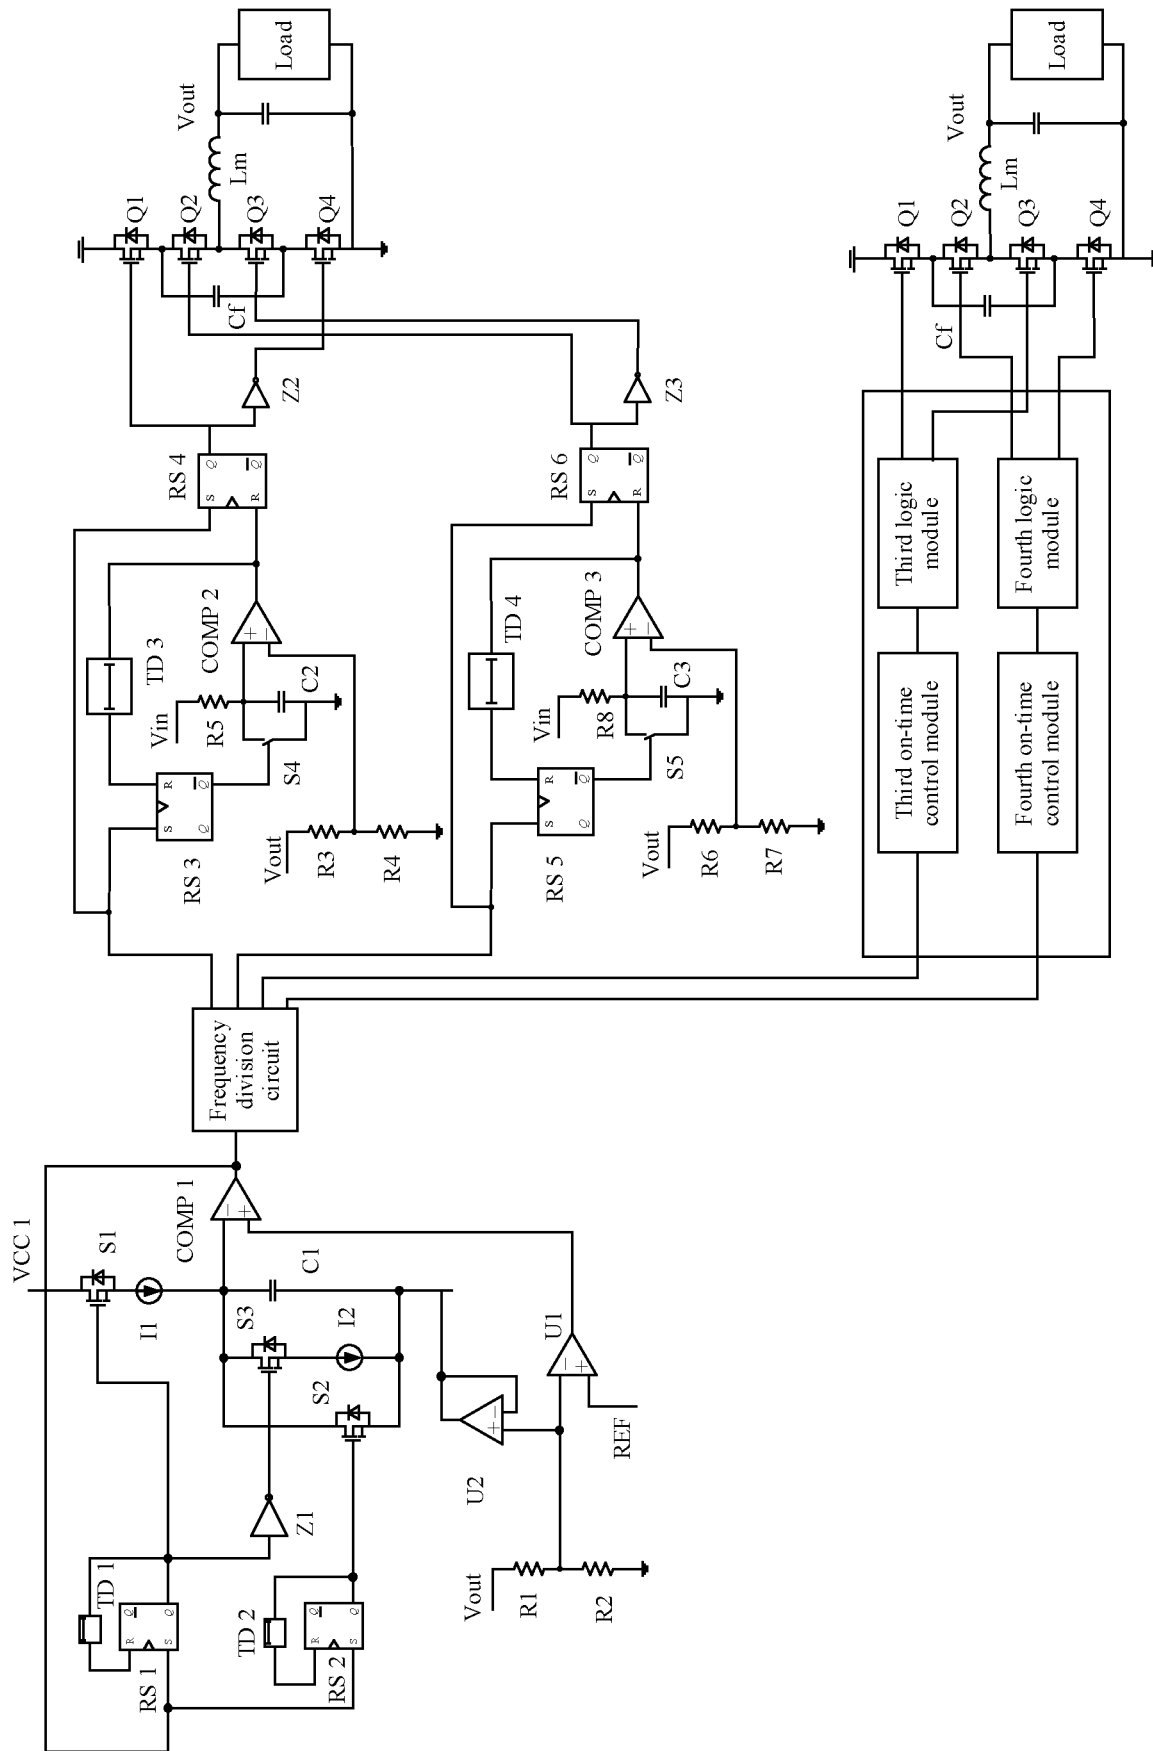 VCC 1
S1
I1
COMP 1
−
+
C1
S3
I2
S2
U1
−
+
REF
U2
+
−
Z1
TD 1
R
Q
S
Q
RS 1
TD 2
R
Q
S
Q
RS 2
Vout
R1
R2
Frequency
division
circuit
RS 3
S
R
Q
Q
TD 3
Vin
R5
S4
C2
COMP 2
+
−
Vout
R3
R4
RS 4
S
Q
R
Q
Z2
RS 5
S
R
Q
Q
TD 4
Vin
R8
S5
C3
COMP 3
+
−
Vout
R6
R7
RS 6
S
Q
R
Q
Z3
Q1
Q2
Q3
Q4
Cf
Lm
Vout
Load
Third on-time
control module
Third logic
module
Fourth on-time
control module
Fourth logic
module
Q1
Q2
Q3
Q4
Cf
Lm
Vout
Load